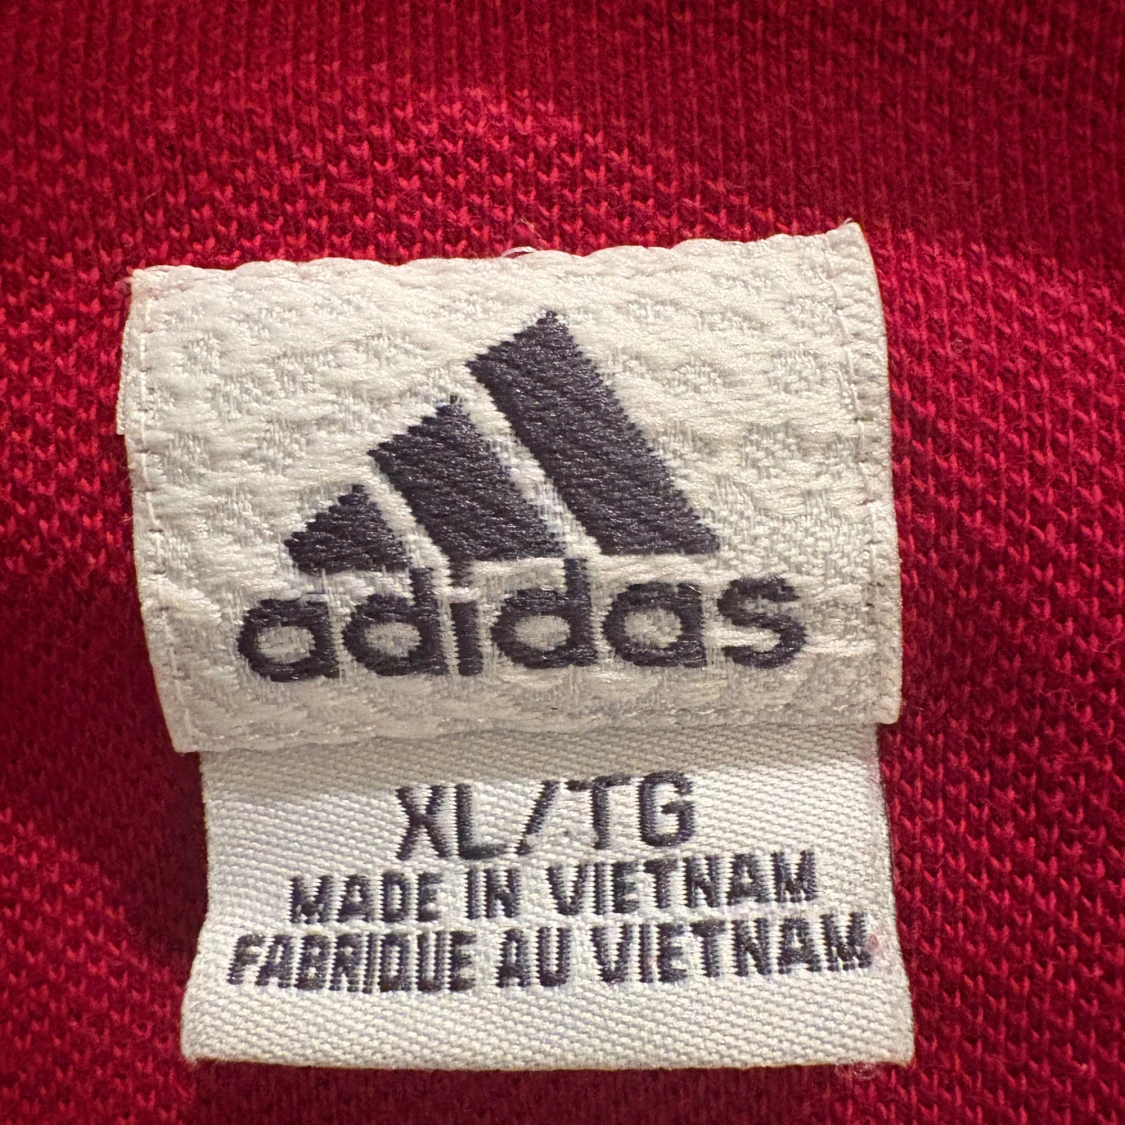 adidas
XL/TG
MADE IN VIETNAM
FABRIQUE AU VIETNAM